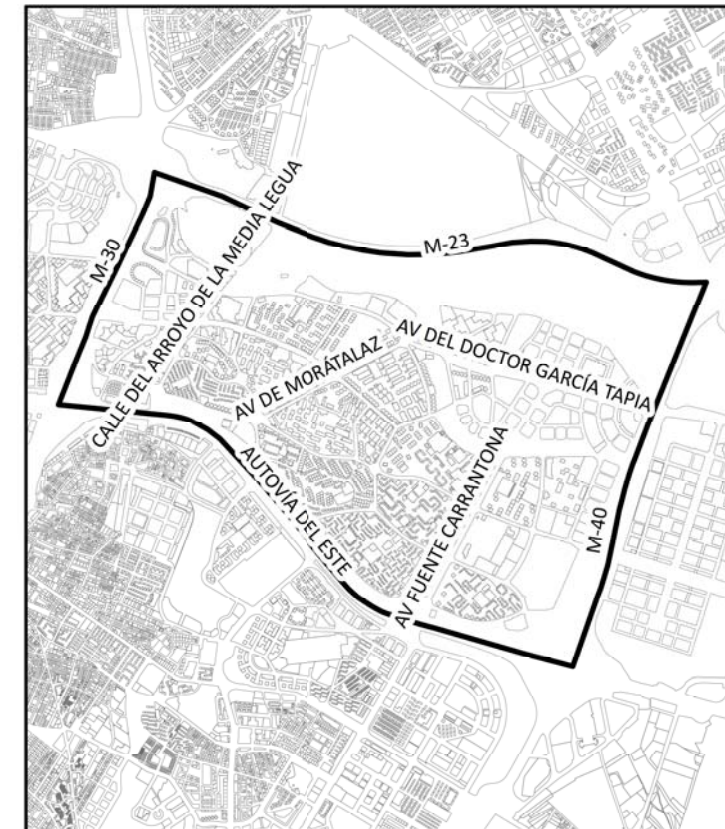 CALLE DEL ARROYO DE LA MEDIA LEGUA
M-23
M-30
AV DEL DOCTOR GARCÍA TAPIA
AV DE MORÁTALAZ
AUTOVÍA DEL ESTE
AV FUENTE CARRANTONA
M-40